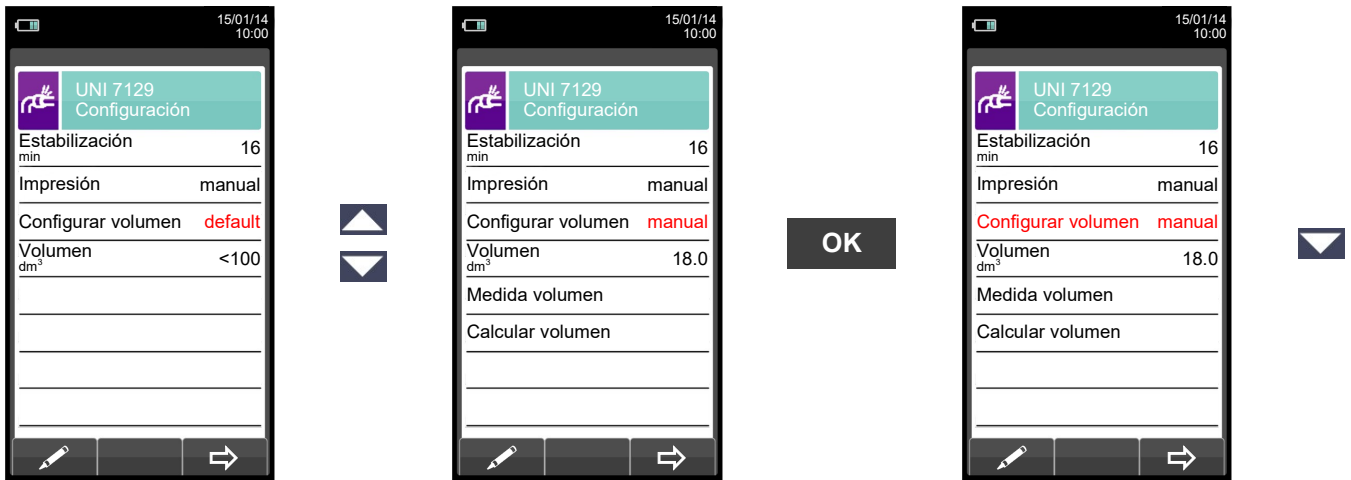 15/01/14
10:00
UNI 7129
Configuración
Estabilización 16
min
Impresión manual
Configurar volumen default
Volumen <100
dm³
15/01/14
10:00
UNI 7129
Configuración
Estabilización 16
min
Impresión manual
Configurar volumen manual
Volumen 18.0
dm³
Medida volumen
Calcular volumen
OK
15/01/14
10:00
UNI 7129
Configuración
Estabilización 16
min
Impresión manual
Configurar volumen manual
Volumen 18.0
dm³
Medida volumen
Calcular volumen